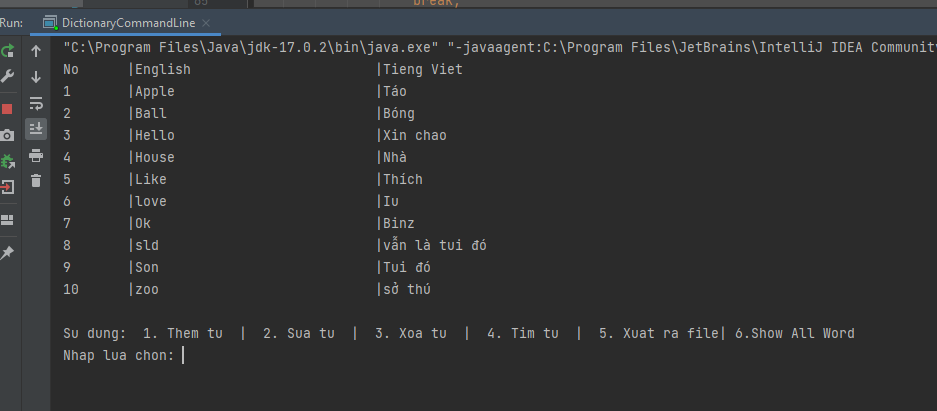 65 break;
Run: DictionaryCommandLine ×
"C:\Program Files\Java\jdk-17.0.2\bin\java.exe" "-javaagent:C:\Program Files\JetBrains\IntelliJ IDEA Communit
No |English |Tieng Viet
1 |Apple |Táo
2 |Ball |Bóng
3 |Hello |Xin chao
4 |House |Nhà
5 |Like |Thích
6 |love |Iu
7 |Ok |Binz
8 |sld |vẫn là tui đó
9 |Son |Tui đó
10 |zoo |sở thú
Su dung: 1. Them tu | 2. Sua tu | 3. Xoa tu | 4. Tim tu | 5. Xuat ra file| 6.Show All Word
Nhap lua chon: